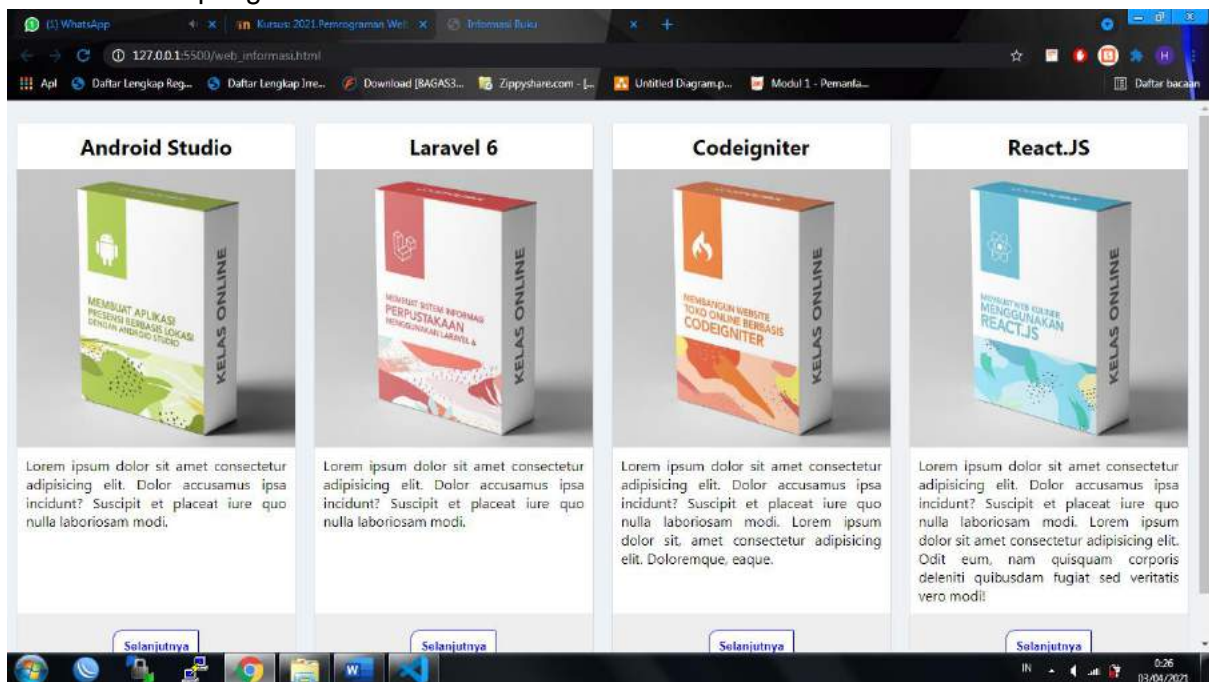 (1) WhatsApp
Kursus: 2021.Pemrograman Web
Informasi Buku
127.0.0.1:5500/web_informasi.html
Apl
Daftar Lengkap Reg...
Daftar Lengkap Irre...
Download [BAGAS3...
Zippyshare.com - [...
Untitled Diagram.p...
Modul 1 - Pemanfa...
Daftar bacaan
Android Studio
Laravel 6
Codeigniter
React.JS
MEMBUAT APLIKASI
PRESENSI BERBASIS LOKASI
DENGAN ANDROID STUDIO
KELAS ONLINE
MEMBUAT SISTEM INFORMASI
PERPUSTAKAAN
MENGGUNAKAN LARAVEL 6
KELAS ONLINE
MEMBANGUN WEBSITE
TOKO ONLINE BERBASIS
CODEIGNITER
KELAS ONLINE
MENGGUNAKAN
REACT.JS
KELAS ONLINE
Lorem ipsum dolor sit amet consectetur
adipisicing elit. Dolor accusamus ipsa
incidunt? Suscipit et placeat iure quo
nulla laboriosam modi.
Lorem ipsum dolor sit amet consectetur
adipisicing elit. Dolor accusamus ipsa
incidunt? Suscipit et placeat iure quo
nulla laboriosam modi.
Lorem ipsum dolor sit amet consectetur
adipisicing elit. Dolor accusamus ipsa
incidunt? Suscipit et placeat iure quo
nulla laboriosam modi. Lorem ipsum
dolor sit, amet consectetur adipisicing
elit. Doloremque, eaque.
Lorem ipsum dolor sit amet consectetur
adipisicing elit. Dolor accusamus ipsa
incidunt? Suscipit et placeat iure quo
nulla laboriosam modi. Lorem ipsum
dolor sit amet consectetur adipisicing elit.
Odit eum, nam quisquam corporis
deleniti quibusdam fugiat sed veritatis
vero modi!
Selanjutnya
Selanjutnya
Selanjutnya
Selanjutnya
IN
0:26
03/04/2021